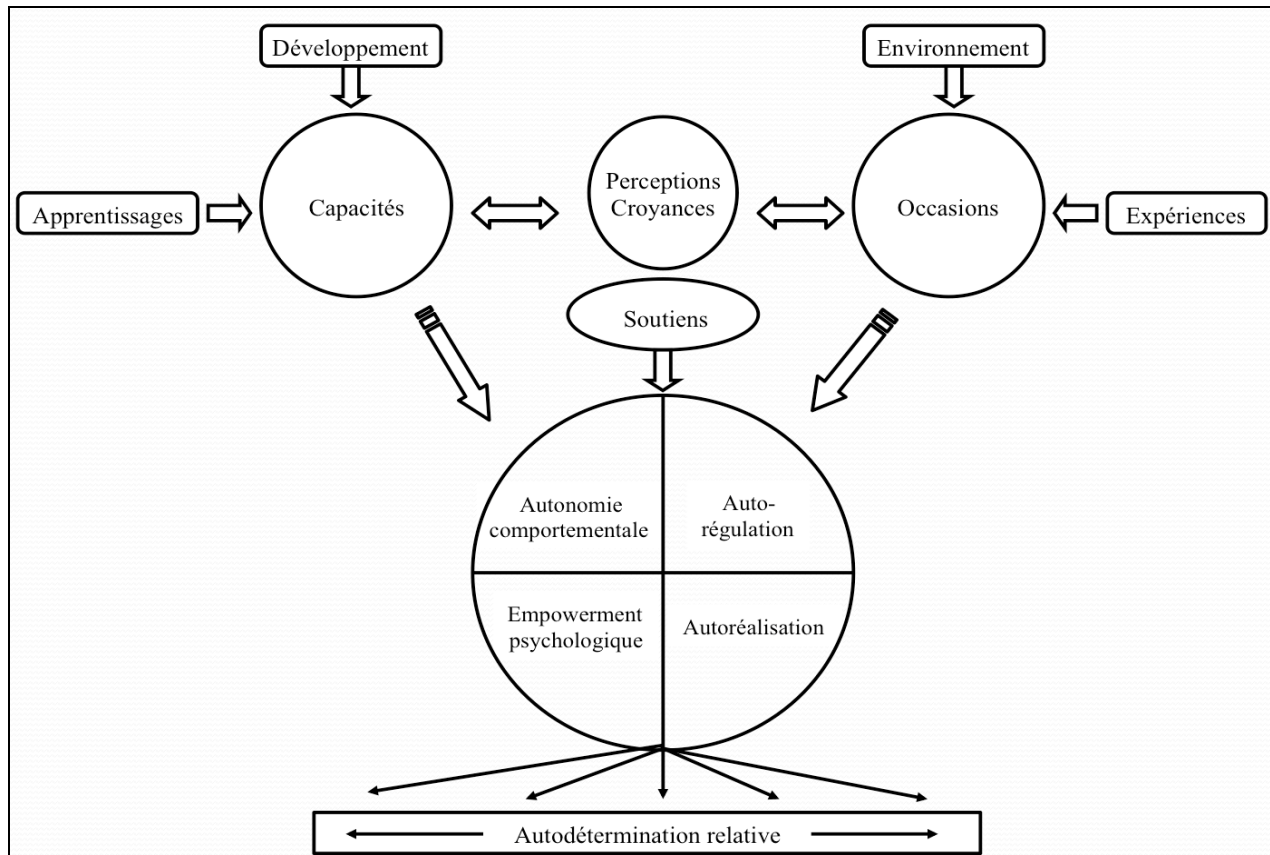 Développement
Environnement
Apprentissages
Capacités
Perceptions
Croyances
Occasions
Expériences
Soutiens
Autonomie
comportementale
Auto-
régulation
Empowerment
psychologique
Autoréalisation
Autodétermination relative